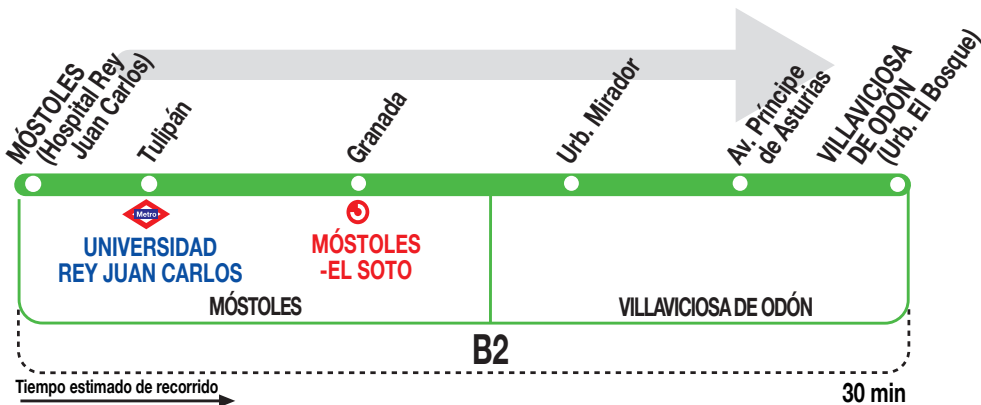 MÓSTOLES
(Hospital Rey
Juan Carlos)
Tulipán
Granada
Urb. Mirador
Av. Príncipe
de Asturias
VILLAVICIOSA
DE ODÓN
(Urb. El Bosque)
Metro
UNIVERSIDAD
REY JUAN CARLOS
MÓSTOLES
-EL SOTO
MÓSTOLES
VILLAVICIOSA DE ODÓN
B2
Tiempo estimado de recorrido
30 min